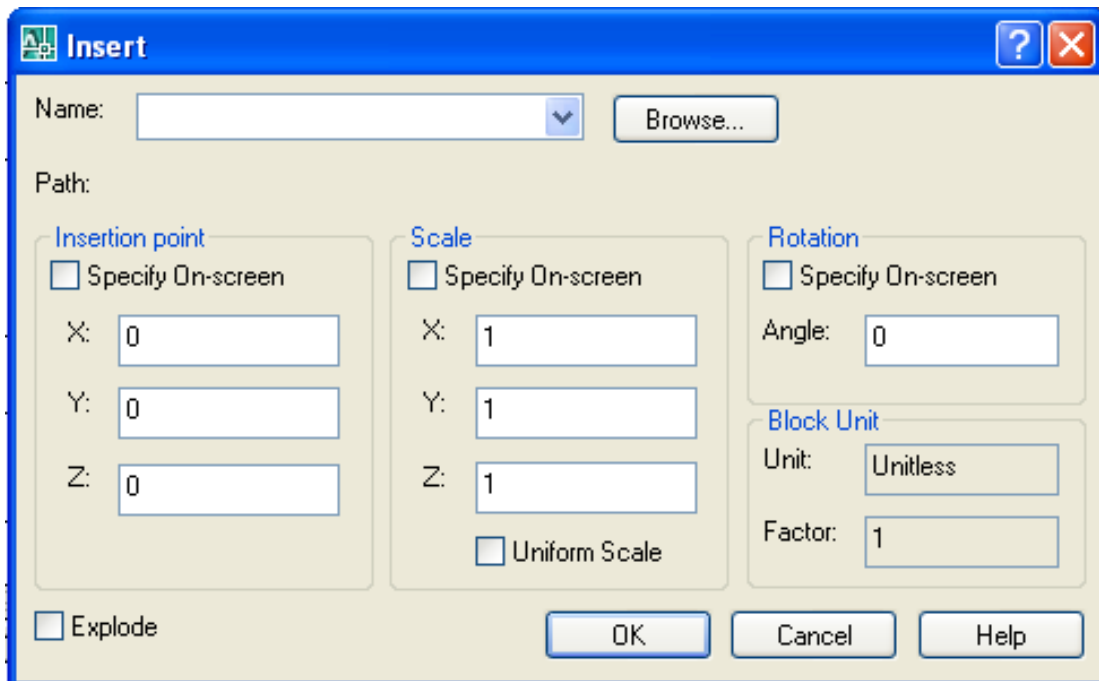 Insert
Name:
Browse...
Path:
Insertion point
Specify On-screen
X: 0
Y: 0
Z: 0
Scale
Specify On-screen
X: 1
Y: 1
Z: 1
Uniform Scale
Rotation
Specify On-screen
Angle: 0
Block Unit
Unit: Unitless
Factor: 1
Explode
OK
Cancel
Help